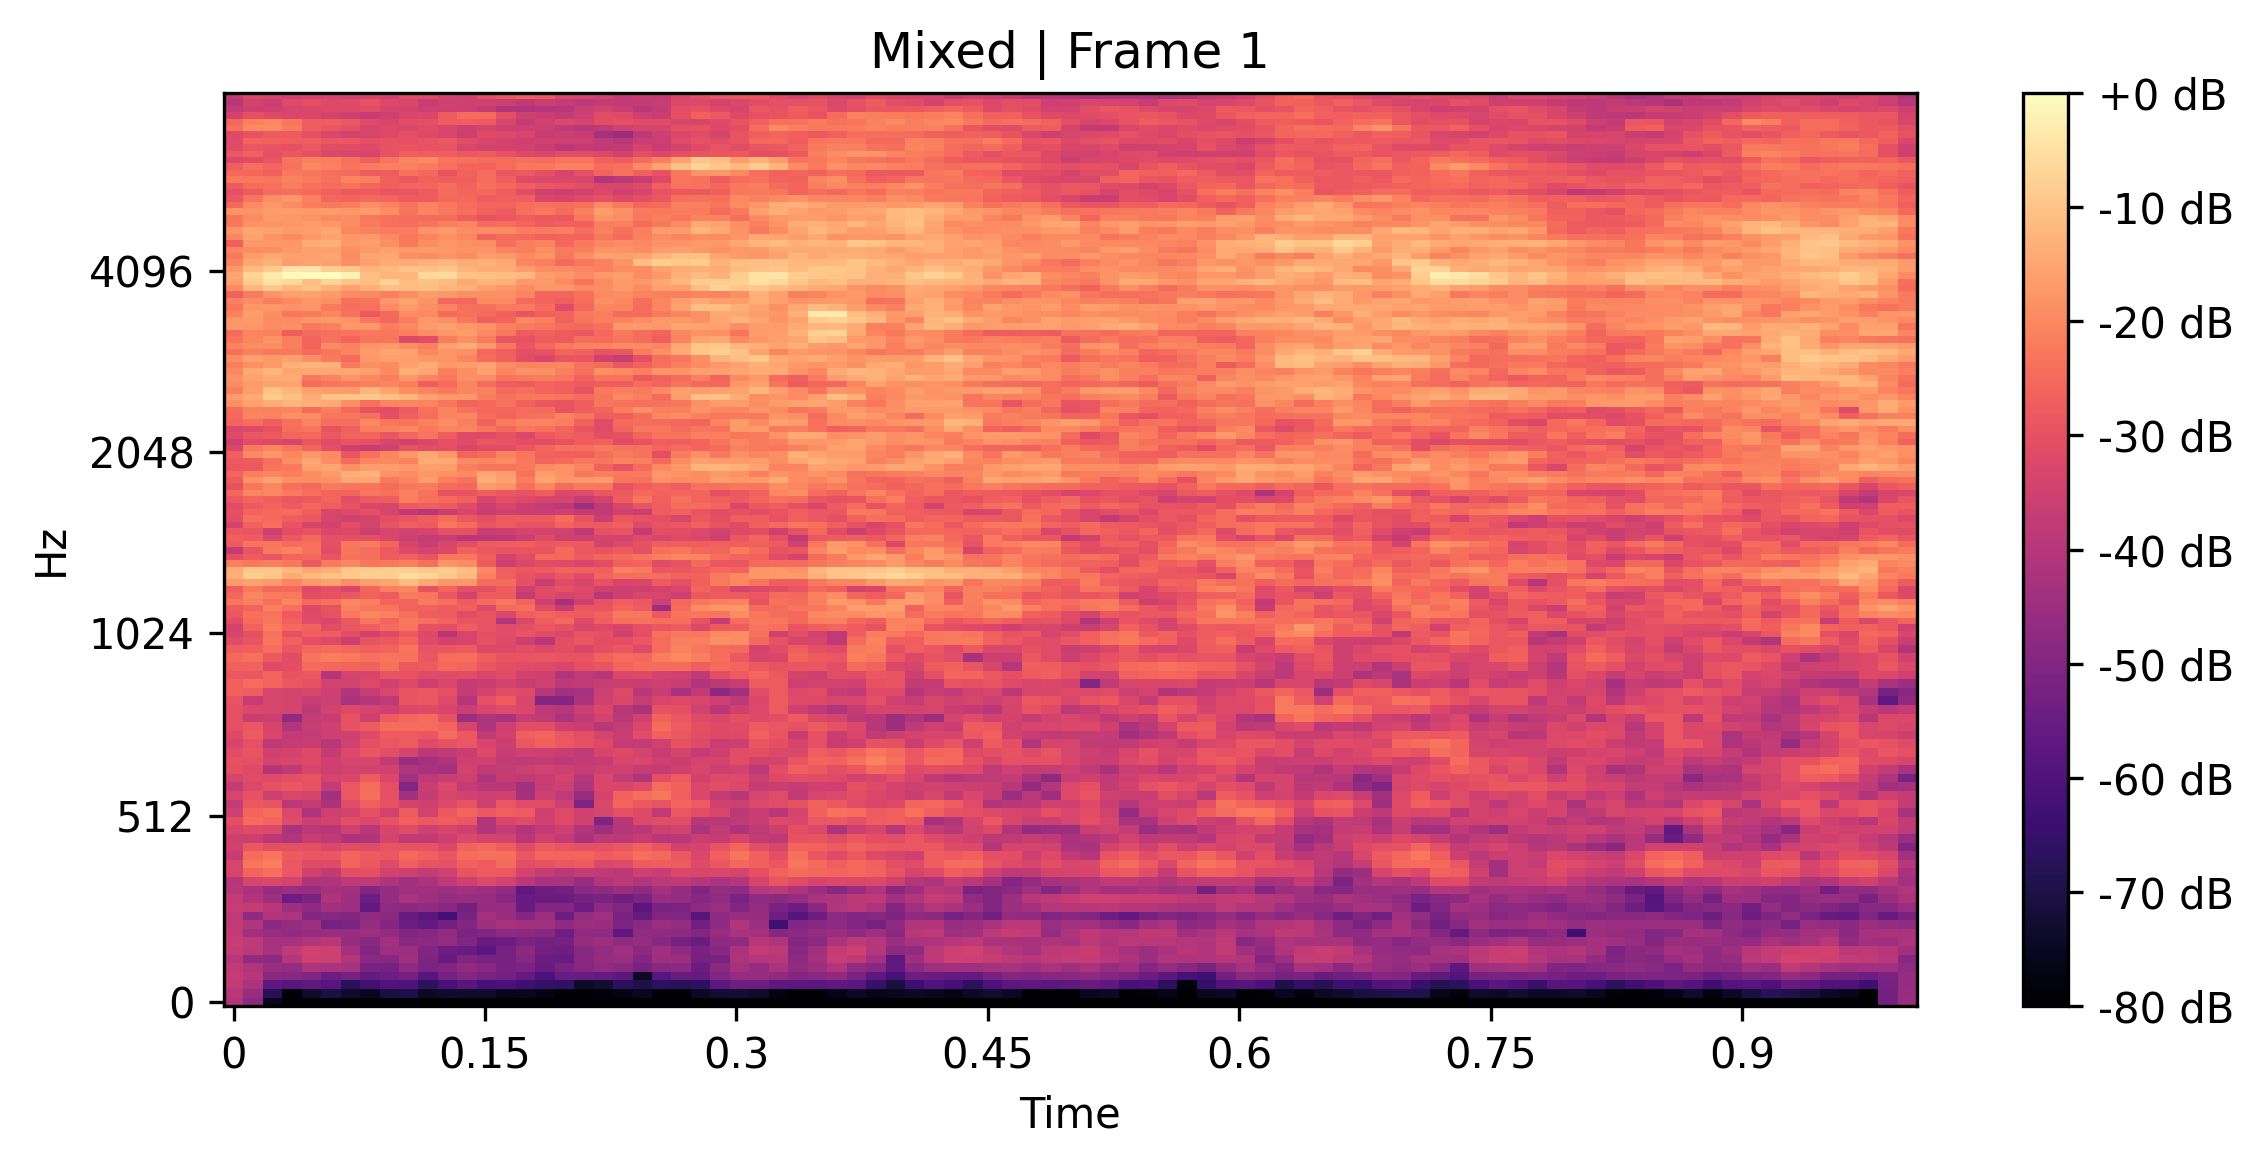 Mixed | Frame 1
Hz
4096
2048
1024
512
0
0 0.15 0.3 0.45 0.6 0.75 0.9
Time
+0 dB
-10 dB
-20 dB
-30 dB
-40 dB
-50 dB
-60 dB
-70 dB
-80 dB